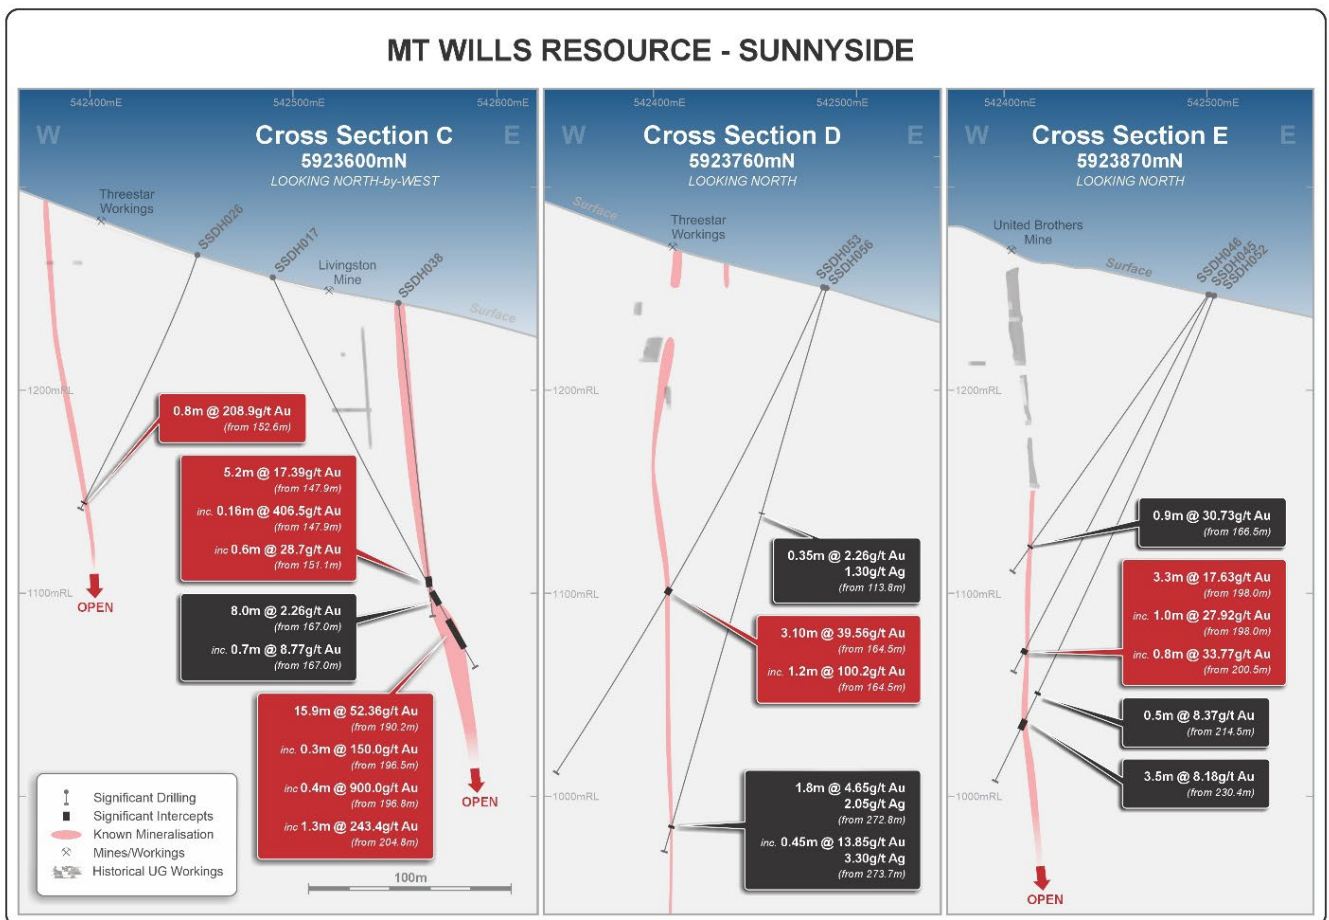 MT WILLS RESOURCE - SUNNYSIDE
542400mE
542500mE
542600mE
W
Cross Section C
E
5923600mN
LOOKING NORTH-by-WEST
Threestar
Workings
SSDH026
SSDH017
Livingston
Mine
SSDH038
Surface
1200mRL
0.8m @ 208.9g/t Au
(from 152.6m)
5.2m @ 17.39g/t Au
(from 147.9m)
inc. 0.16m @ 406.5g/t Au
(from 147.9m)
inc 0.6m @ 28.7g/t Au
(from 151.1m)
1100mRL
OPEN
8.0m @ 2.26g/t Au
(from 167.0m)
inc. 0.7m @ 8.77g/t Au
(from 167.0m)
15.9m @ 52.36g/t Au
(from 190.2m)
inc. 0.3m @ 150.0g/t Au
(from 196.5m)
inc. 0.4m @ 900.0g/t Au
(from 196.8m)
inc 1.3m @ 243.4g/t Au
(from 204.8m)
OPEN
Significant Drilling
Significant Intercepts
Known Mineralisation
Mines/Workings
Historical UG Workings
100m
542400mE
542500mE
W
Cross Section D
E
5923760mN
LOOKING NORTH
Surface
Threestar
Workings
SSDH053
SSDH056
1200mRL
0.35m @ 2.26g/t Au
1.30g/t Ag
(from 113.8m)
1100mRL
3.10m @ 39.56g/t Au
(from 164.5m)
inc. 1.2m @ 100.2g/t Au
(from 164.5m)
1000mRL
1.8m @ 4.65g/t Au
2.05g/t Ag
(from 272.8m)
inc. 0.45m @ 13.85g/t Au
3.30g/t Ag
(from 273.7m)
542400mE
542500mE
W
Cross Section E
E
5923870mN
LOOKING NORTH
United Brothers
Mine
Surface
SSDH046
SSDH045
SSDH052
1200mRL
0.9m @ 30.73g/t Au
(from 166.5m)
1100mRL
3.3m @ 17.63g/t Au
(from 198.0m)
inc. 1.0m @ 27.92g/t Au
(from 198.0m)
inc. 0.8m @ 33.77g/t Au
(from 200.5m)
0.5m @ 8.37g/t Au
(from 214.5m)
3.5m @ 8.18g/t Au
(from 230.4m)
1000mRL
OPEN